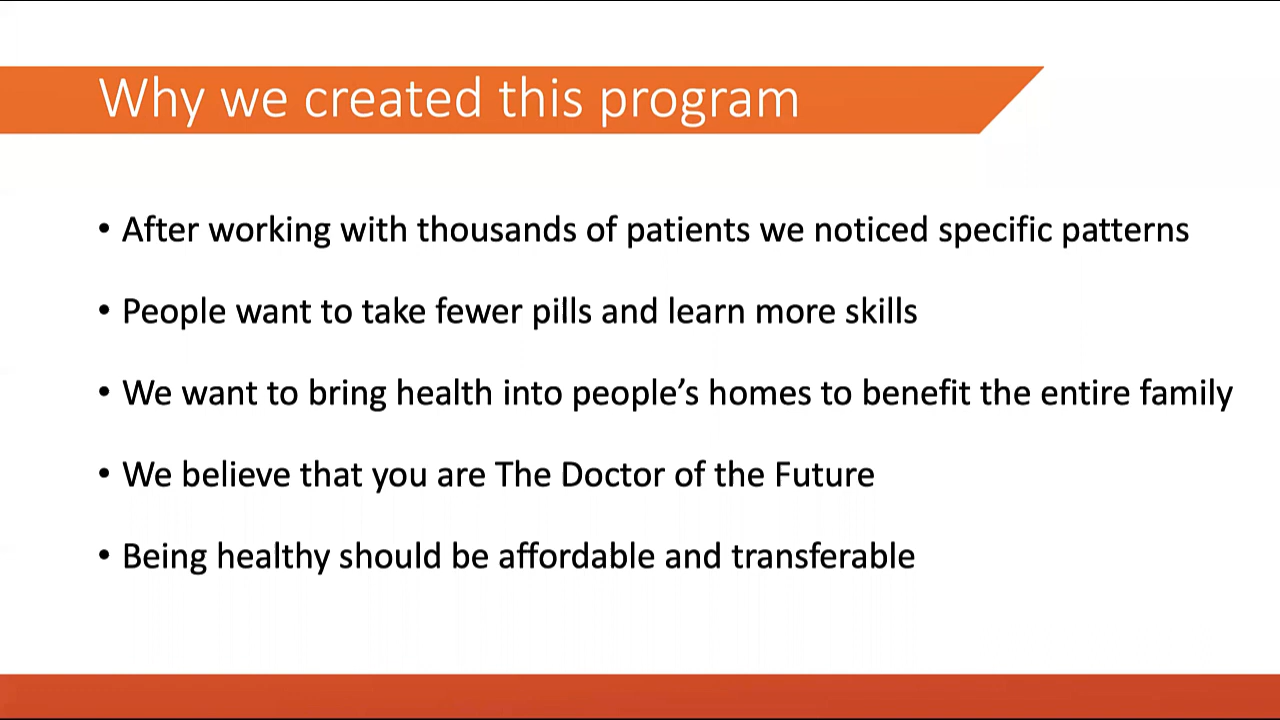 Why we created this program
• After working with thousands of patients we noticed specific patterns
• People want to take fewer pills and learn more skills
• We want to bring health into people’s homes to benefit the entire family
• We believe that you are The Doctor of the Future
• Being healthy should be affordable and transferable